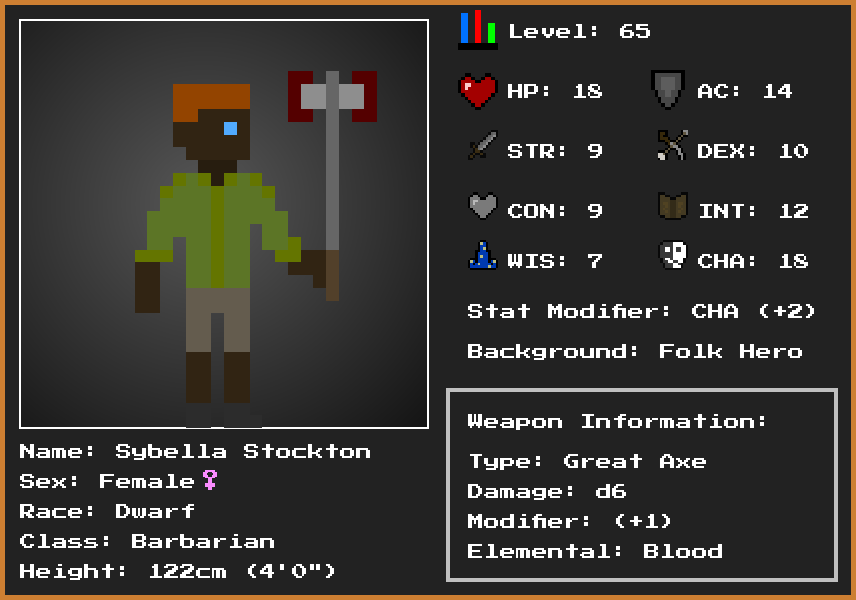 Level: 65
HP: 18
AC: 14
STR: 9
DEX: 10
CON: 9
INT: 12
WIS: 7
CHA: 18
Stat Modifier: CHA (+2)
Background: Folk Hero
Weapon Information:
Type: Great Axe
Damage: d6
Modifier: (+1)
Elemental: Blood
Name: Sybella Stockton
Sex: Female♀
Race: Dwarf
Class: Barbarian
Height: 122cm (4'0")